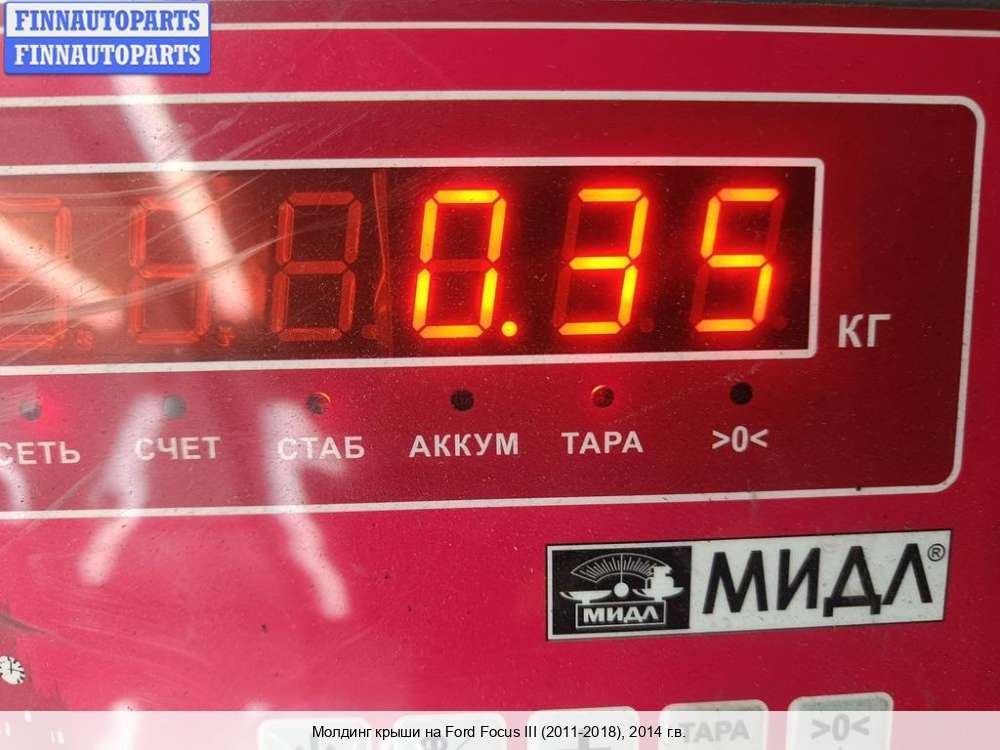 FINNAUTOPARTS
FINNAUTOPARTS
0.35
КГ
СЕТЬ СЧЕТ СТАБ АККУМ ТАРА >0<
МИДЛ МИДЛ®
ТАРА >0<
Молдинг крыши на Ford Focus III (2011-2018), 2014 г.в.